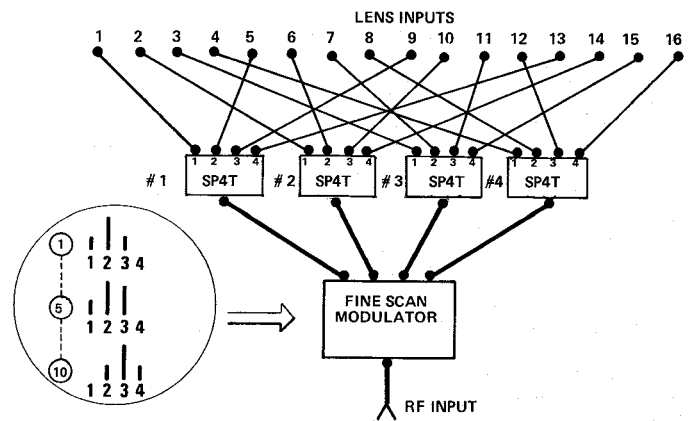 LENS INPUTS
1 2 3 4 5 6 7 8 9 10 11 12 13 14 15 16
1 2 3 4 1 2 3 4 1 2 3 4 1 2 3 4
#1 SP4T #2 SP4T #3 SP4T #4 SP4T
1
1 2 3 4
5
1 2 3 4
10
1 2 3 4
FINE SCAN
MODULATOR
RF INPUT